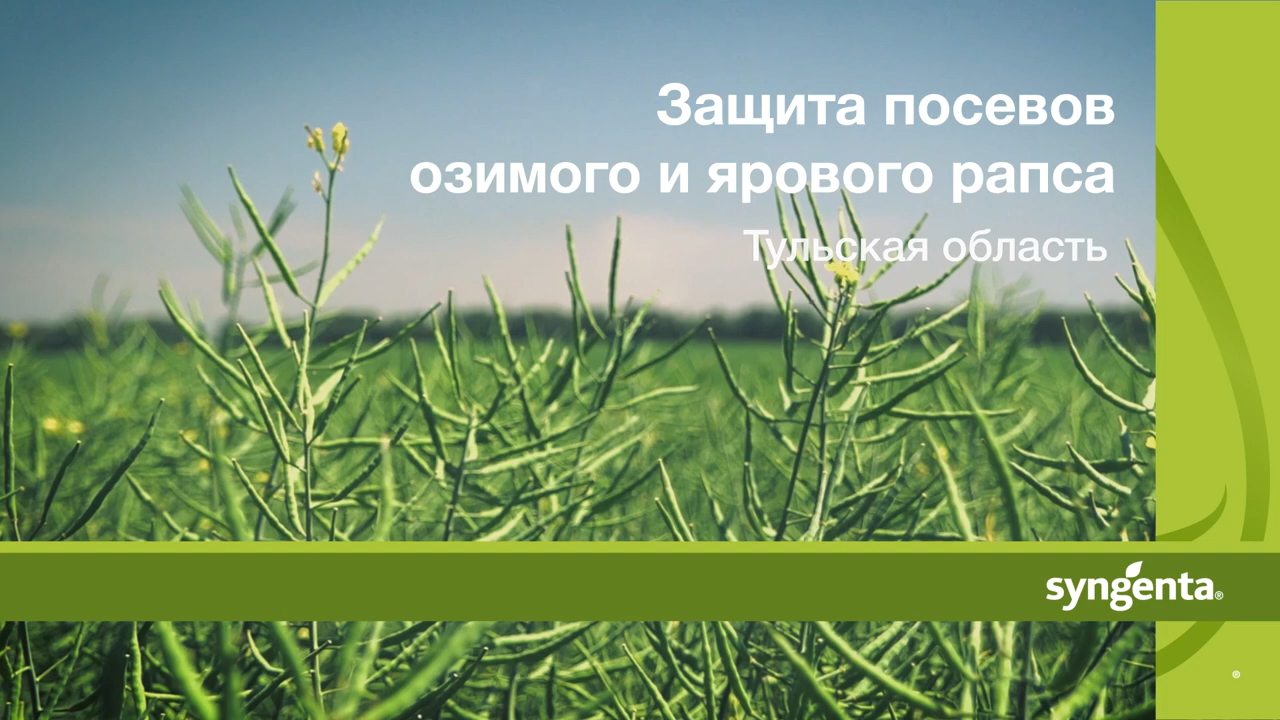 Защита посевов
озимого и ярового рапса
Тульская область
syngenta®
®